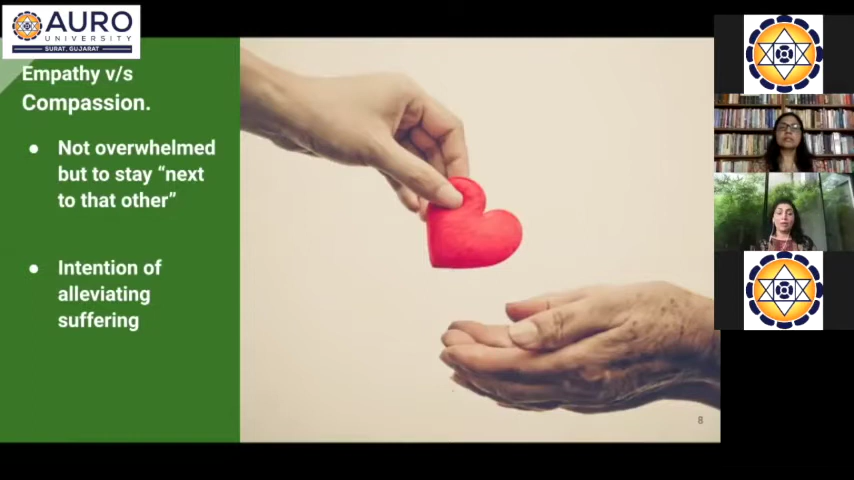 AURO
UNIVERSITY
SURAT, GUJARAT
Empathy v/s
Compassion.
● Not overwhelmed
but to stay “next
to that other”
● Intention of
alleviating
suffering
8